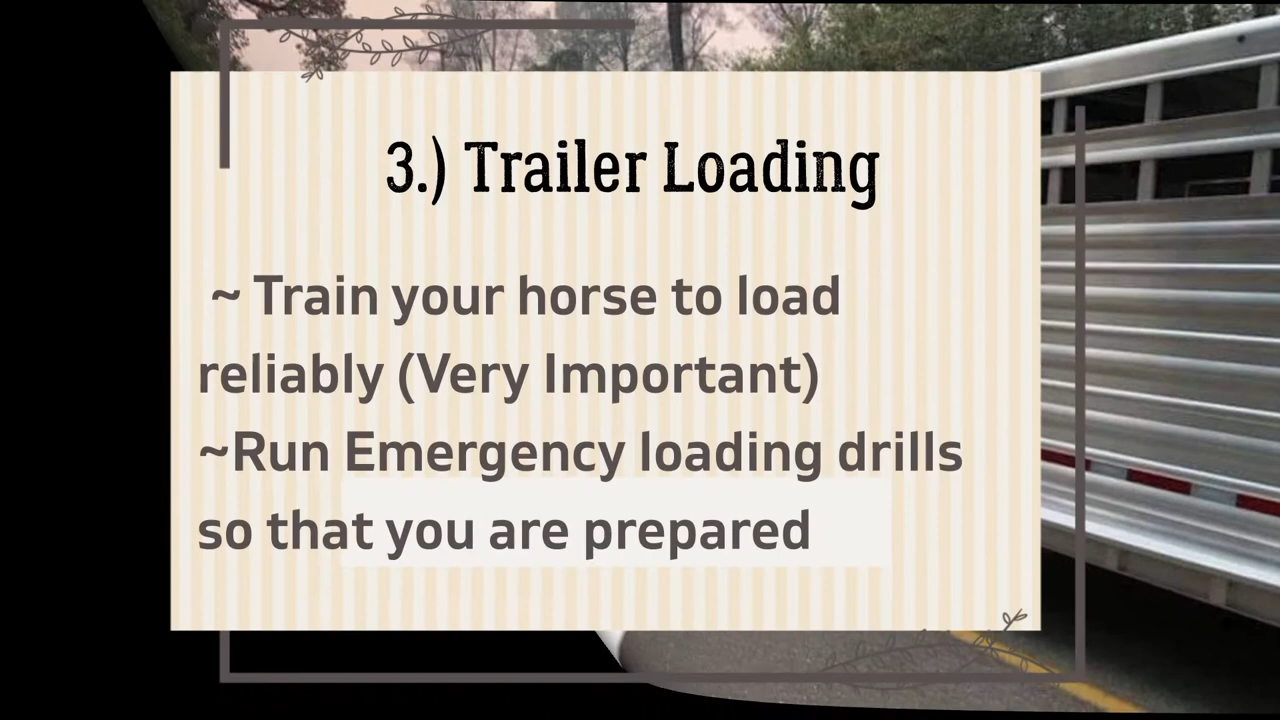 3.) Trailer Loading
~ Train your horse to load
reliably (Very Important)
~Run Emergency loading drills
so that you are prepared